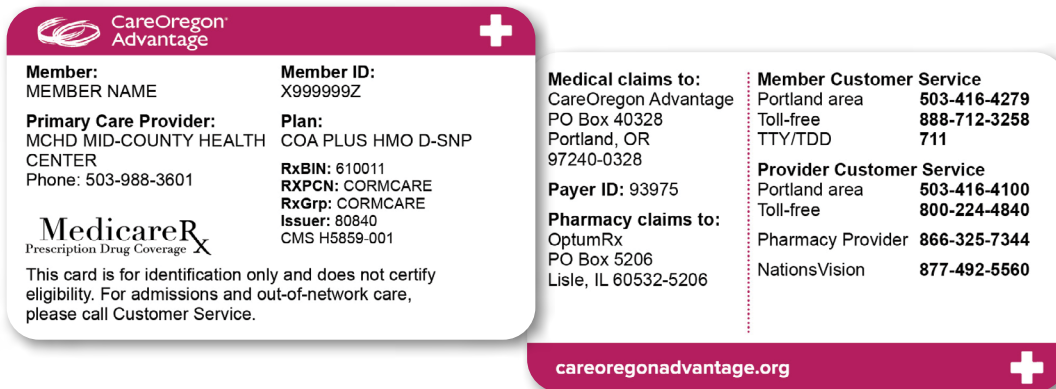 CareOregon®
Advantage
Member:
MEMBER NAME
Primary Care Provider:
MCHD MID-COUNTY HEALTH
CENTER
Phone: 503-988-3601
Member ID:
X999999Z
Plan:
COA PLUS HMO D-SNP
RxBIN: 610011
RXPCN: CORMCARE
RxGrp: CORMCARE
Issuer: 80840
CMS H5859-001
MedicareRx
Prescription Drug Coverage
This card is for identification only and does not certify
eligibility. For admissions and out-of-network care,
please call Customer Service.
Medical claims to:
CareOregon Advantage
PO Box 40328
Portland, OR
97240-0328
Payer ID: 93975
Pharmacy claims to:
OptumRx
PO Box 5206
Lisle, IL 60532-5206
Member Customer Service
Portland area 503-416-4279
Toll-free 888-712-3258
TTY/TDD 711
Provider Customer Service
Portland area 503-416-4100
Toll-free 800-224-4840
Pharmacy Provider 866-325-7344
NationsVision 877-492-5560
careoregonadvantage.org